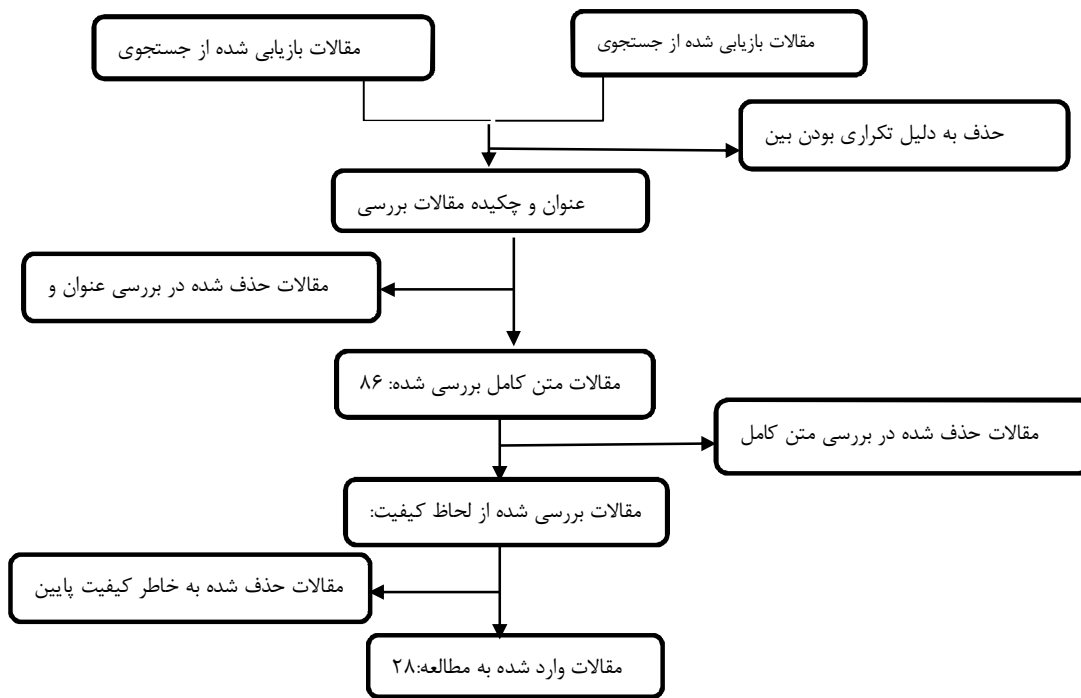 مقالات بازیابی شده از جستجوی
مقالات بازیابی شده از جستجوی
حذف به دلیل تکراری بودن بین
عنوان و چکیده مقالات بررسی
مقالات حذف شده در بررسی عنوان و
مقالات متن کامل بررسی شده: ۸۶
مقالات حذف شده در بررسی متن کامل
مقالات بررسی شده از لحاظ کیفیت:
مقالات حذف شده به خاطر کیفیت پایین
مقالات وارد شده به مطالعه:۲۸